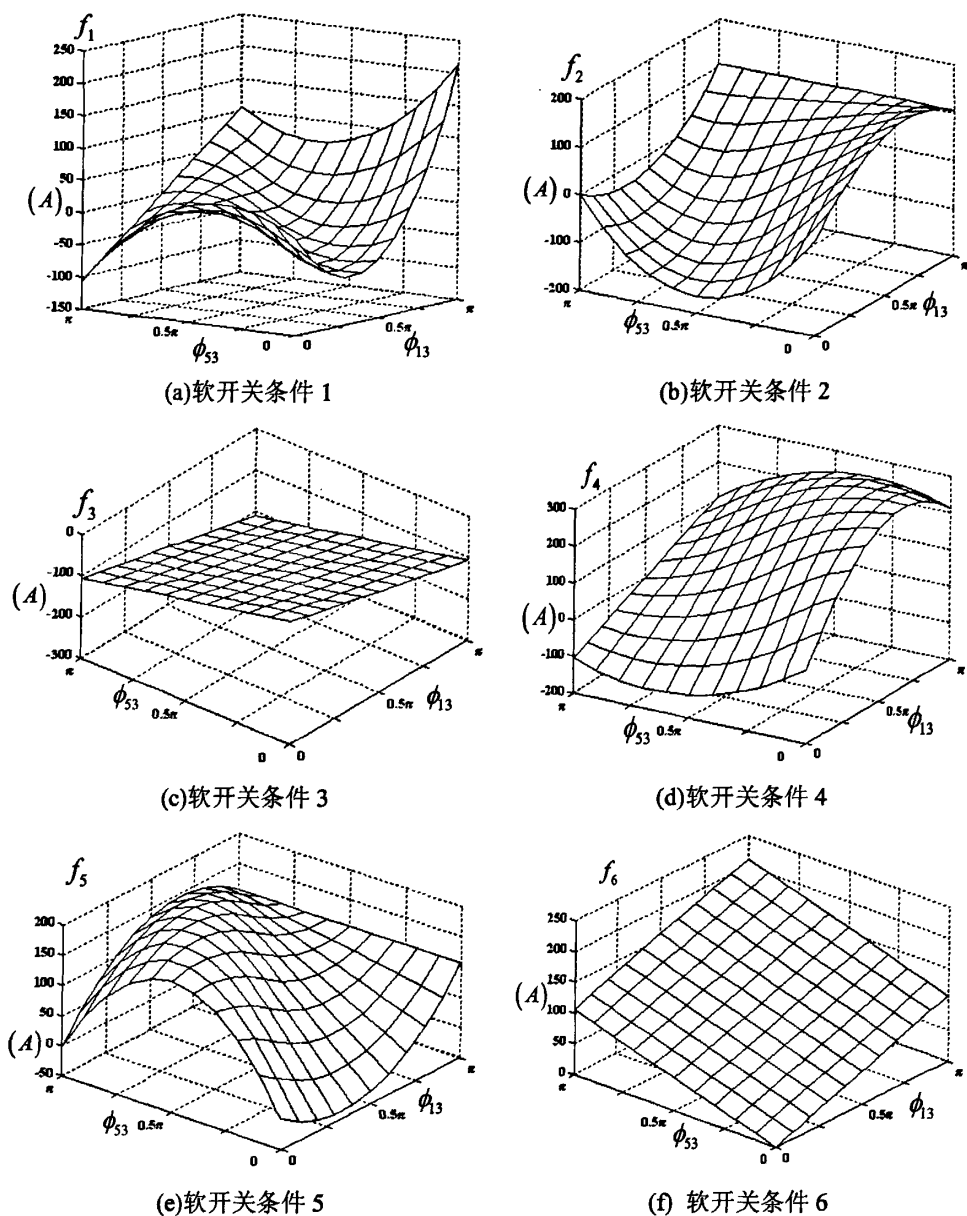 f₁
250
200
150
100
50
(A) 0
-50
-100
-150
π
0.5π
ϕ₅₃
0
0
0.5π
ϕ₁₃
π
(a)软开关条件 1
f₂
200
100
(A) 0
-100
-200
π
ϕ₅₃ 0.5π
0
0
0.5π ϕ₁₃
π
(b)软开关条件 2
f₃
0
-100
(A)
-200
-300
π
ϕ₅₃ 0.5π
0
0
0.5π
ϕ₁₃
π
(c)软开关条件 3
f₄
300
200
100
(A) 0
-100
-200
π
ϕ₅₃ 0.5π
0
0
0.5π ϕ₁₃
π
(d)软开关条件 4
f₅
200
150
100
50
(A) 0
-50
π
ϕ₅₃ 0.5π
0
0
0.5π
ϕ₁₃
π
(e)软开关条件 5
f₆
250
200
150
(A) 100
50
0
π
ϕ₅₃ 0.5π
0
0
0.5π
ϕ₁₃
π
(f) 软开关条件 6